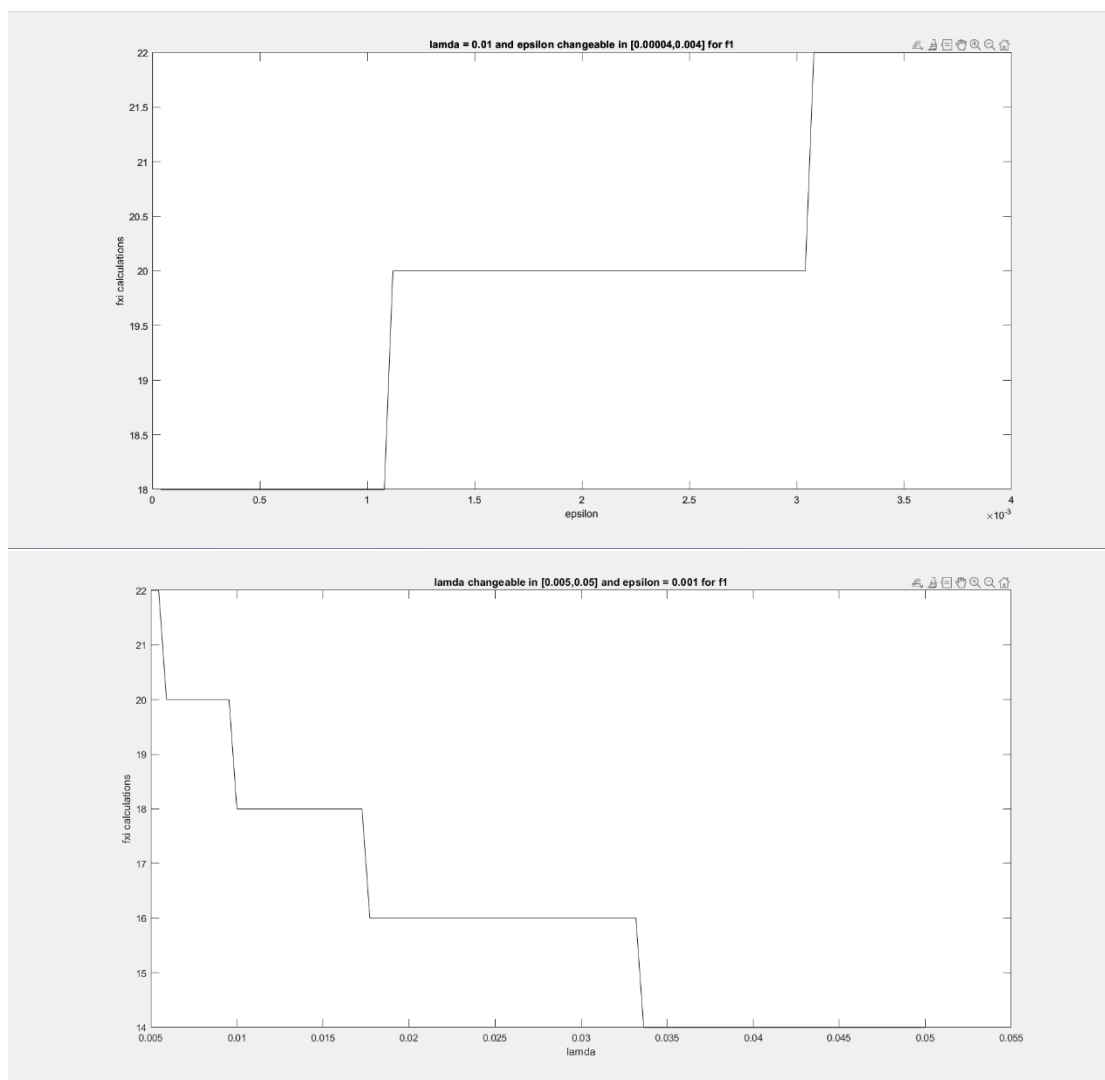 lamda = 0.01 and epsilon changeable in [0.00004,0.004] for f1
22
21.5
21
20.5
20
19.5
19
18.5
18
fxi calculations
0 0.5 1 1.5 2 2.5 3 3.5 4
epsilon
×10-3
lamda changeable in [0.005,0.05] and epsilon = 0.001 for f1
22
21
20
19
18
17
16
15
14
fxi calculations
0.005 0.01 0.015 0.02 0.025 0.03 0.035 0.04 0.045 0.05 0.055
lamda